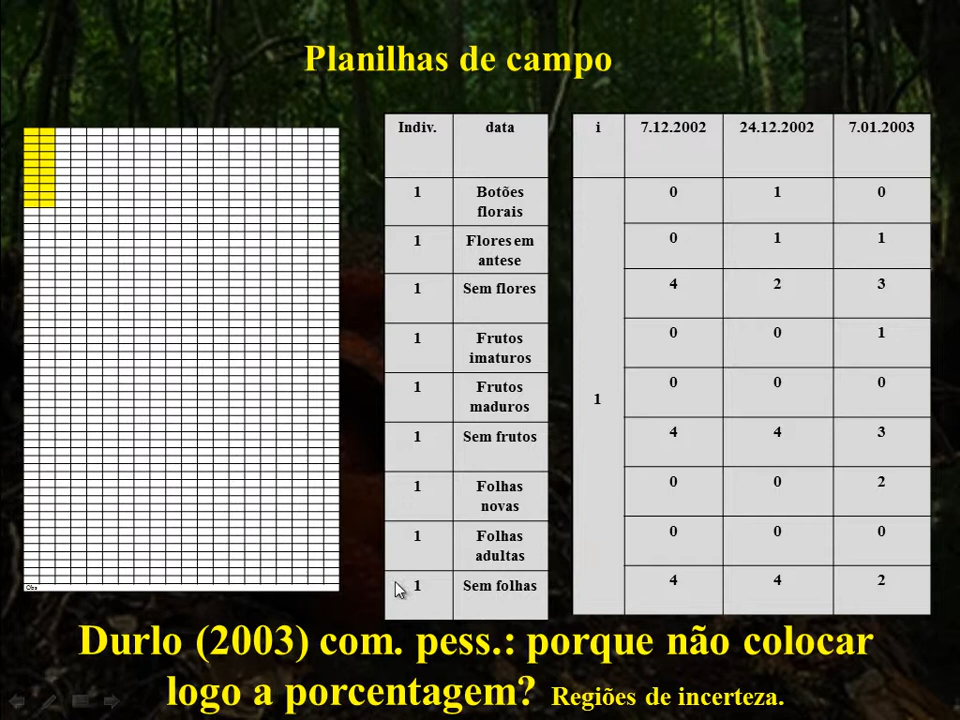 Planilhas de campo
Indiv. data
1 Botões
florais
1 Flores em
antese
1 Sem flores
1 Frutos
imaturos
1 Frutos
maduros
1 Sem frutos
1 Folhas
novas
1 Folhas
adultas
1 Sem folhas
i 7.12.2002 24.12.2002 7.01.2003
0 1 0
0 1 1
4 2 3
0 0 1
0 0 0
1
4 4 3
0 0 2
0 0 0
4 4 2
Obs
Durlo (2003) com. pess.: porque não colocar
logo a porcentagem? Regiões de incerteza.